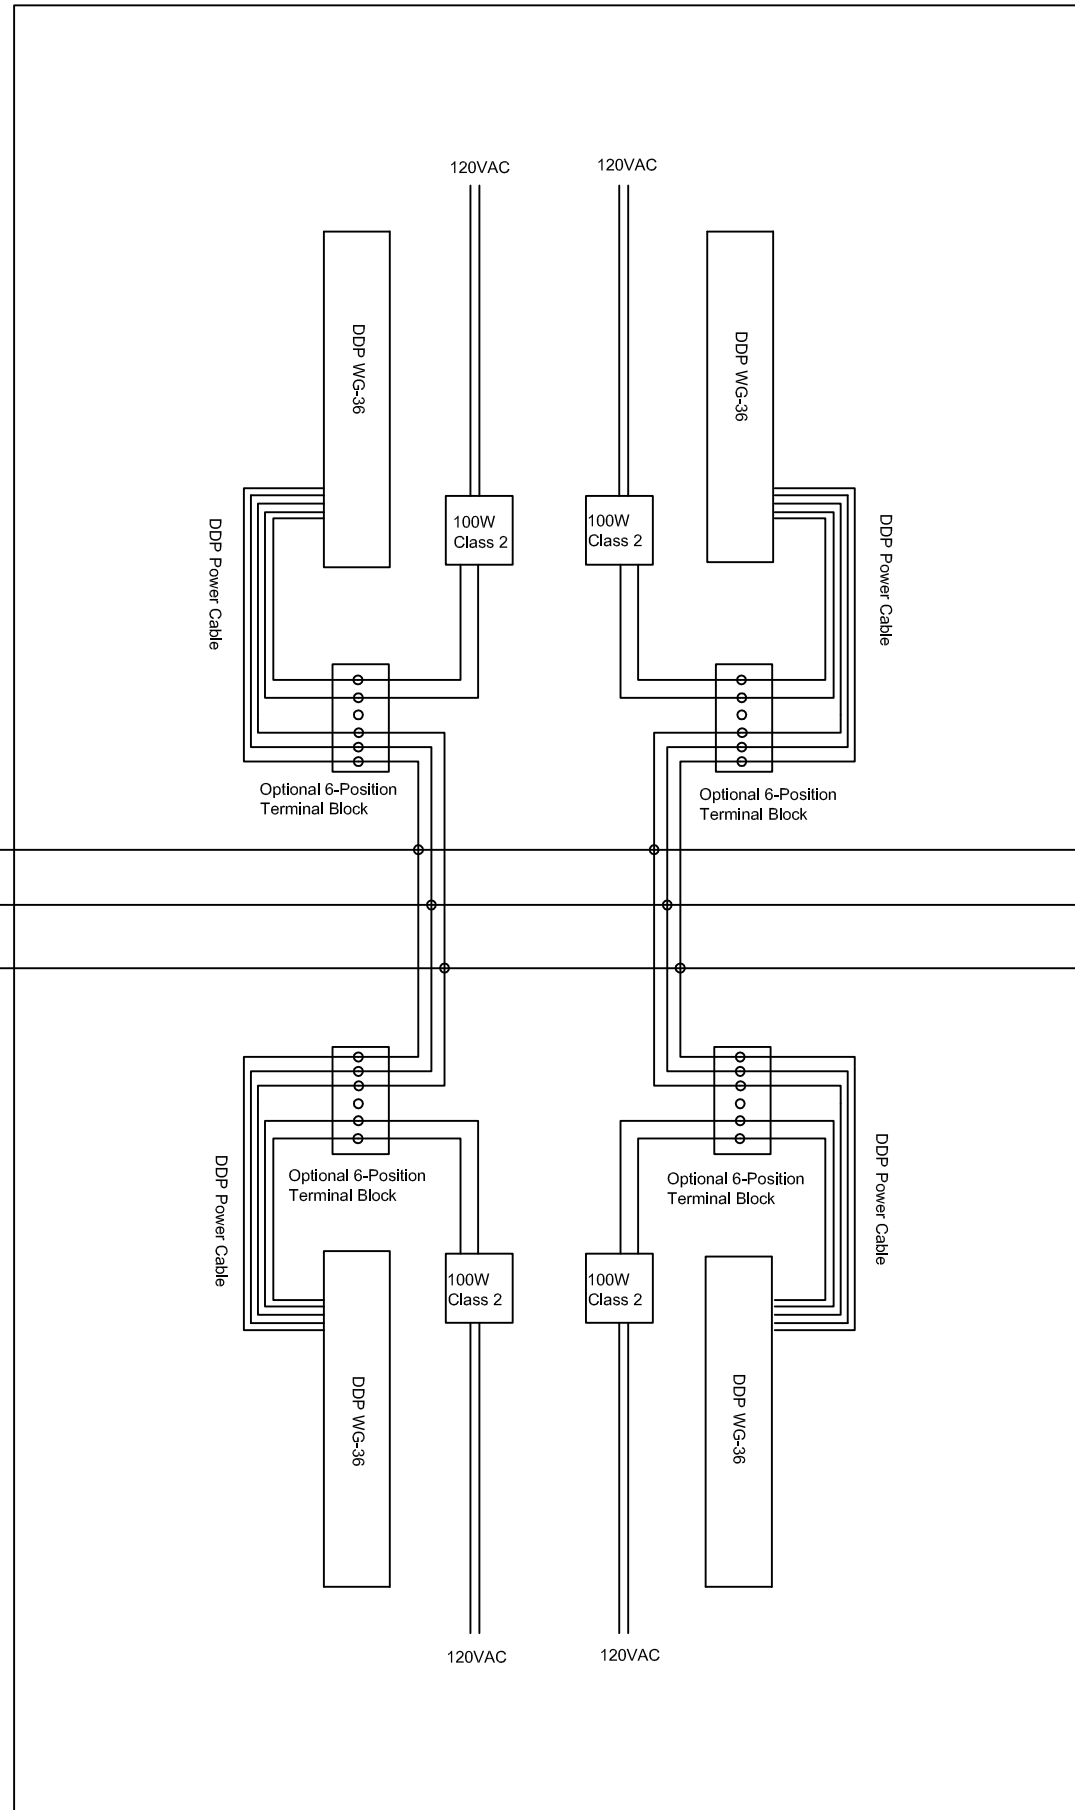 120VAC
120VAC
DDP WG-36
DDP WG-36
100W
Class 2
100W
Class 2
DDP Power Cable
DDP Power Cable
Optional 6-Position
Terminal Block
Optional 6-Position
Terminal Block
Optional 6-Position
Terminal Block
Optional 6-Position
Terminal Block
DDP Power Cable
DDP Power Cable
100W
Class 2
100W
Class 2
DDP WG-36
DDP WG-36
120VAC
120VAC